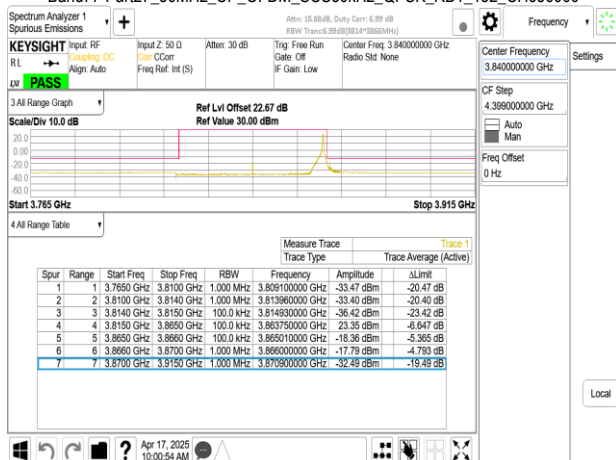 Spectrum Analyzer 1
Spurious Emissions
Attn: 15.68dB, Duty Corr: 6.99 dB
RBW Trans:6.99dB(3814~3866MHz)
Frequency
KEYSIGHT
Input: RF
Coupling: DC
Align: Auto
Input Z: 50 Ω
Corr CCorr
Freq Ref: Int (S)
Atten: 30 dB
Trig: Free Run
Gate: Off
IF Gain: Low
Center Freq: 3.840000000 GHz
Radio Std: None
RL
PASS
Center Frequency
3.840000000 GHz
Settings
CF Step
4.399000000 GHz
Auto
Man
Freq Offset
0 Hz
3 All Range Graph
Scale/Div 10.0 dB
Ref Lvl Offset 22.67 dB
Ref Value 30.00 dBm
20.0
0.00
-20.0
-40.0
-60.0
Start 3.765 GHz
Stop 3.915 GHz
4 All Range Table
Measure Trace Trace 1
Trace Type Trace Average (Active)
Spur Range Start Freq Stop Freq RBW Frequency Amplitude ΔLimit
1 1 3.7650 GHz 3.8100 GHz 1.000 MHz 3.809100000 GHz -33.47 dBm -20.47 dB
2 2 3.8100 GHz 3.8140 GHz 1.000 MHz 3.813960000 GHz -33.40 dBm -20.40 dB
3 3 3.8140 GHz 3.8150 GHz 100.0 kHz 3.814930000 GHz -36.42 dBm -23.42 dB
4 4 3.8150 GHz 3.8650 GHz 100.0 kHz 3.863750000 GHz 23.35 dBm -6.647 dB
5 5 3.8650 GHz 3.8660 GHz 100.0 kHz 3.865010000 GHz -18.36 dBm -5.365 dB
6 6 3.8660 GHz 3.8700 GHz 1.000 MHz 3.866000000 GHz -17.79 dBm -4.793 dB
7 7 3.8700 GHz 3.9150 GHz 1.000 MHz 3.870900000 GHz -32.49 dBm -19.49 dB
Local
Apr 17, 2025
10:00:54 AM